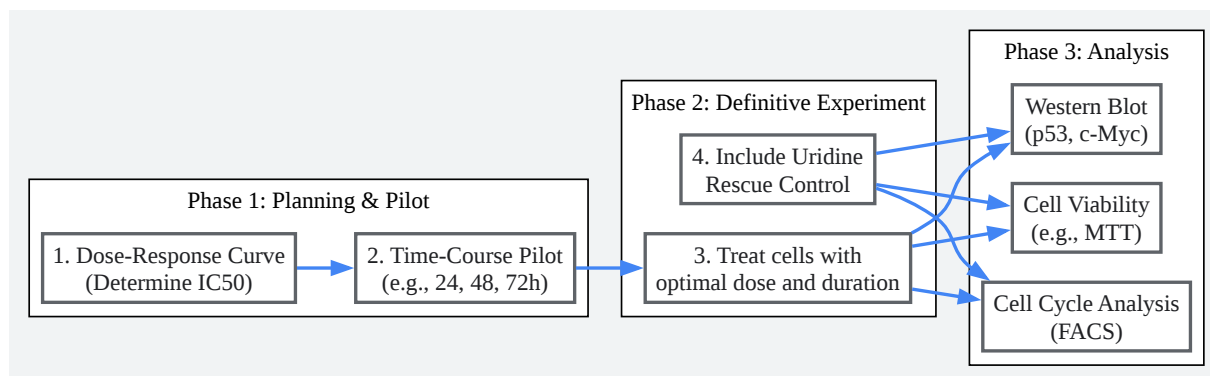 Phase 1: Planning & Pilot
1. Dose-Response Curve
(Determine IC50)
2. Time-Course Pilot
(e.g., 24, 48, 72h)
Phase 2: Definitive Experiment
4. Include Uridine
Rescue Control
3. Treat cells with
optimal dose and duration
Phase 3: Analysis
Western Blot
(p53, c-Myc)
Cell Viability
(e.g., MTT)
Cell Cycle Analysis
(FACS)